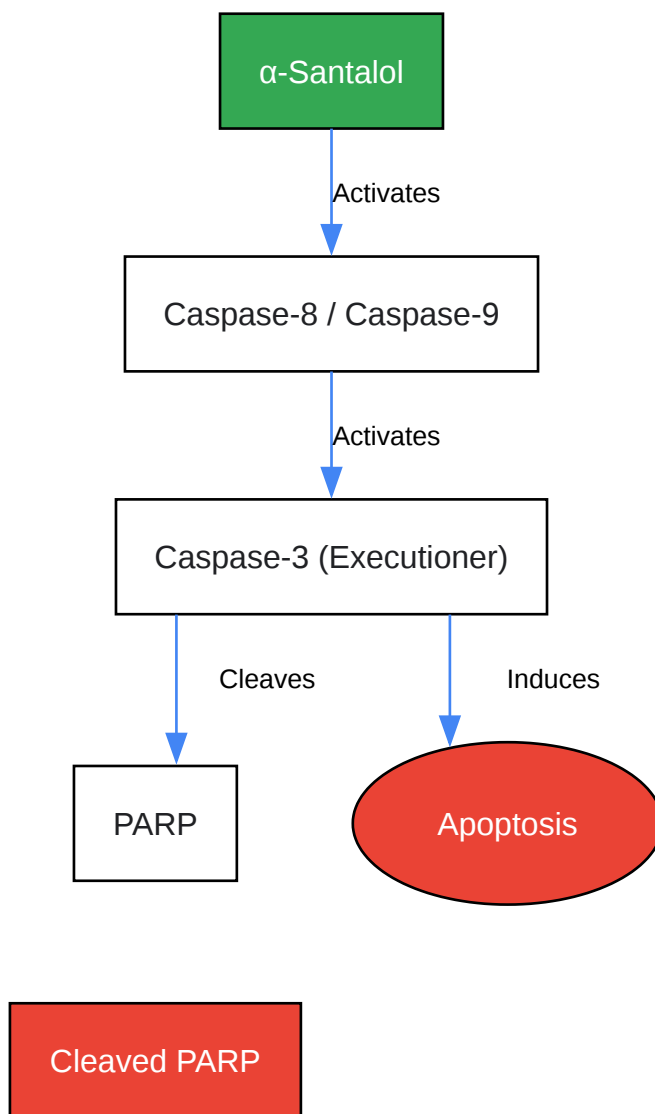 α-Santalol
Activates
Caspase-8 / Caspase-9
Activates
Caspase-3 (Executioner)
Cleaves
Induces
PARP
Apoptosis
Cleaved PARP